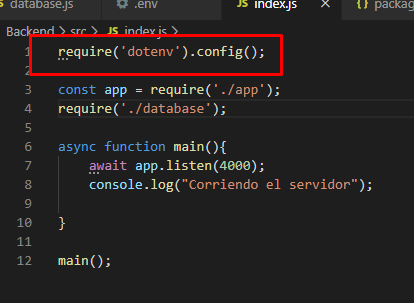 database.js .env index.js packag
Backend > src > index.js >
1 require('dotenv').config();
2
3 const app = require('./app');
4 require('./database');
5
6 async function main(){
7 await app.listen(4000);
8 console.log("Corriendo el servidor");
9
10 }
11
12 main();